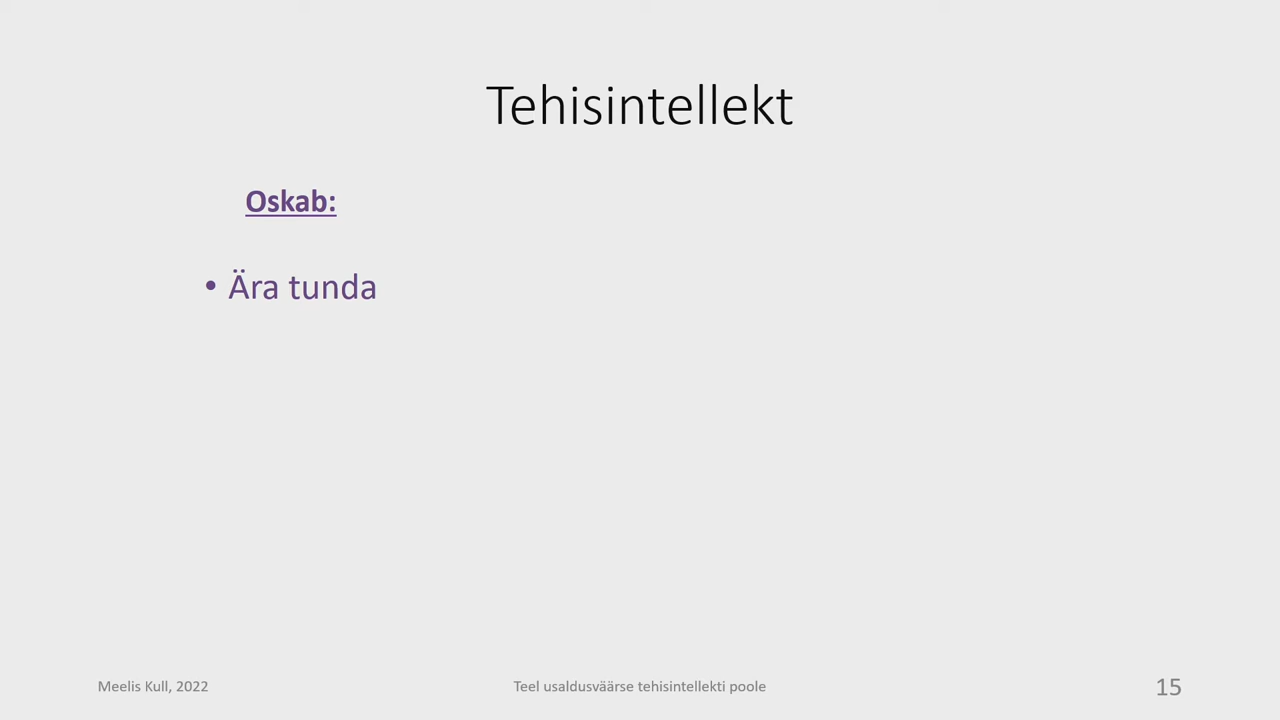 Tehisintellekt
Oskab:
• Ära tunda
Meelis Kull, 2022
Teel usaldusväärse tehisintellekti poole
15